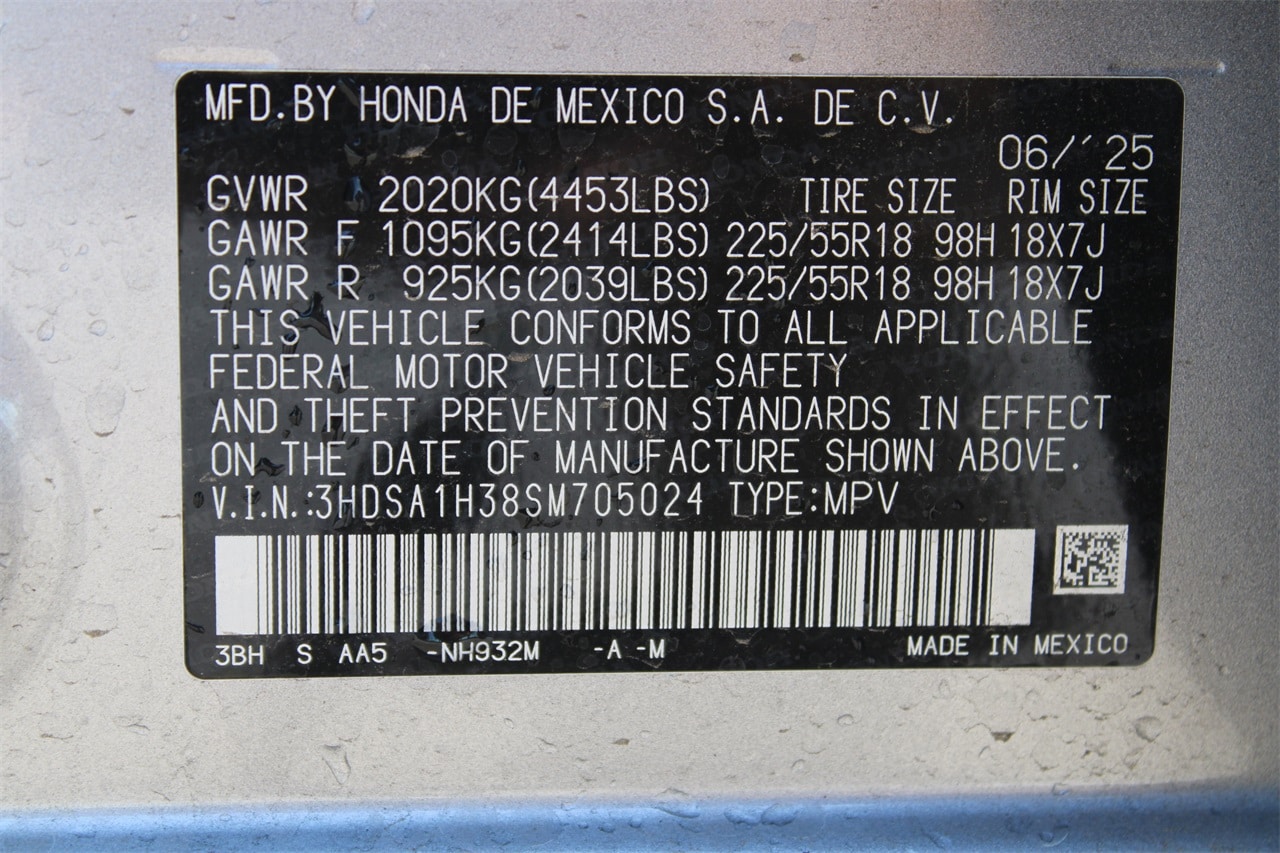 MFD.BY HONDA DE MEXICO S.A. DE C.V.
06/'25
GVWR 2020KG(4453LBS) TIRE SIZE RIM SIZE
GAWR F 1095KG(2414LBS) 225/55R18 98H 18X7J
GAWR R 925KG(2039LBS) 225/55R18 98H 18X7J
THIS VEHICLE CONFORMS TO ALL APPLICABLE
FEDERAL MOTOR VEHICLE SAFETY
AND THEFT PREVENTION STANDARDS IN EFFECT
ON THE DATE OF MANUFACTURE SHOWN ABOVE.
V.I.N.:3HDSA1H38SM705024 TYPE:MPV
3BH S AA5 -NH932M -A -M MADE IN MEXICO